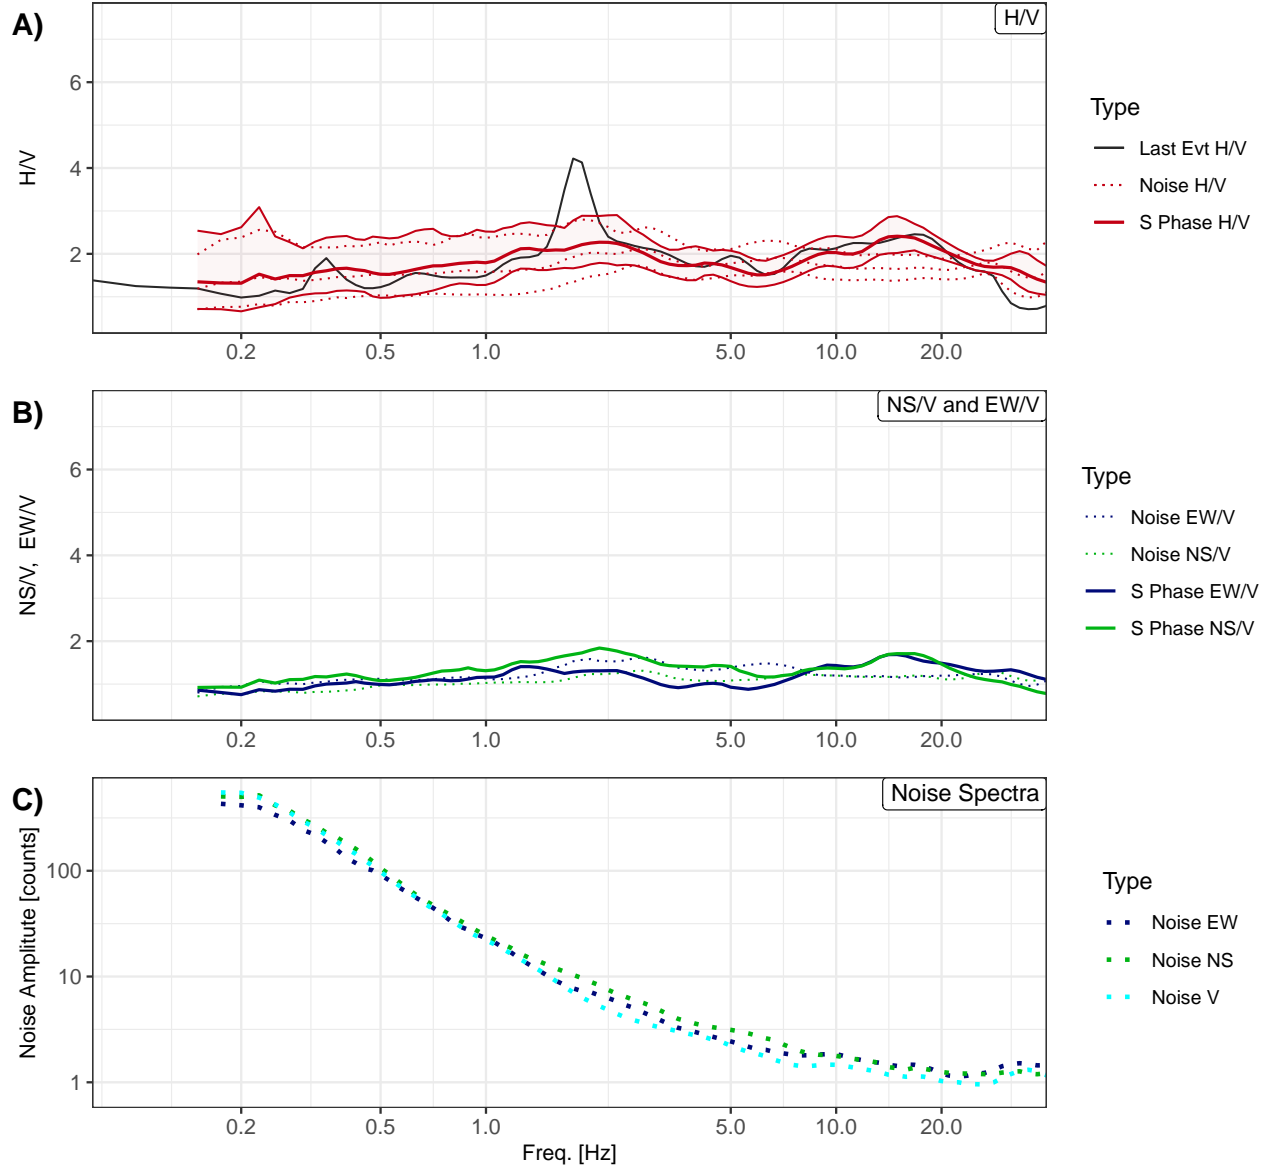 A)
H/V
6
4
2
H/V
0.2 0.5 1.0 5.0 10.0 20.0
Type
Last Evt H/V
Noise H/V
S Phase H/V
B)
NS/V and EW/V
6
4
2
NS/V, EW/V
0.2 0.5 1.0 5.0 10.0 20.0
Type
Noise EW/V
Noise NS/V
S Phase EW/V
S Phase NS/V
C)
Noise Spectra
100
10
1
Noise Amplitute [counts]
0.2 0.5 1.0 5.0 10.0 20.0
Freq. [Hz]
Type
Noise EW
Noise NS
Noise V